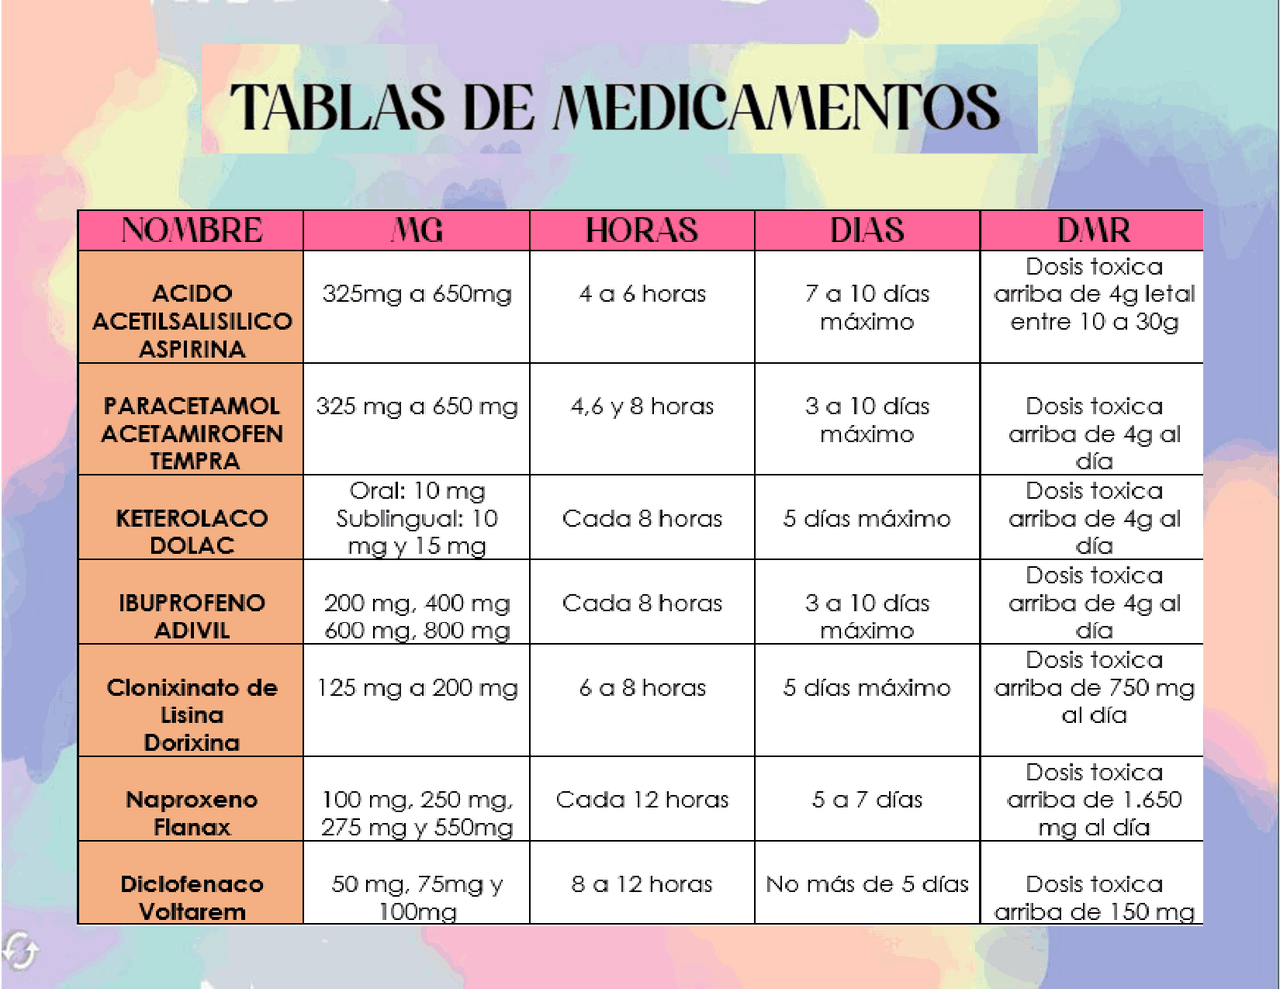 TABLAS DE MEDICAMENTOS
NOMBRE MG HORAS DIAS DMR
ACIDO
ACETILSALISILICO
ASPIRINA
325mg a 650mg
4 a 6 horas
7 a 10 días
máximo
Dosis toxica
arriba de 4g letal
entre 10 a 30g
PARACETAMOL
ACETAMIROFEN
TEMPRA
325 mg a 650 mg
4,6 y 8 horas
3 a 10 días
máximo
Dosis toxica
arriba de 4g al
día
KETEROLACO
DOLAC
Oral: 10 mg
Sublingual: 10
mg y 15 mg
Cada 8 horas
5 días máximo
Dosis toxica
arriba de 4g al
día
IBUPROFENO
ADIVIL
200 mg, 400 mg
600 mg, 800 mg
Cada 8 horas
3 a 10 días
máximo
Dosis toxica
arriba de 4g al
día
Clonixinato de
Lisina
Dorixina
125 mg a 200 mg
6 a 8 horas
5 días máximo
Dosis toxica
arriba de 750 mg
al día
Naproxeno
Flanax
100 mg, 250 mg,
275 mg y 550mg
Cada 12 horas
5 a 7 días
Dosis toxica
arriba de 1.650
mg al día
Diclofenaco
Voltarem
50 mg, 75mg y
100mg
8 a 12 horas
No más de 5 días
Dosis toxica
arriba de 150 mg